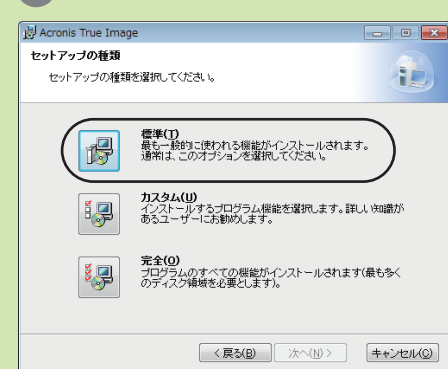 Acronis True Image
セットアップの種類
セットアップの種類を選択してください。
標準(T)
最も一般的に使われる機能がインストールされます。
通常は、このオプションを選択してください。
カスタム(U)
インストールするプログラム機能を選択します。詳しい知識が
あるユーザーにお勧めします。
完全(O)
プログラムのすべての機能がインストールされます(最も多く
のディスク領域を必要とします)。
< 戻る(B)
次へ(N) >
キャンセル(C)